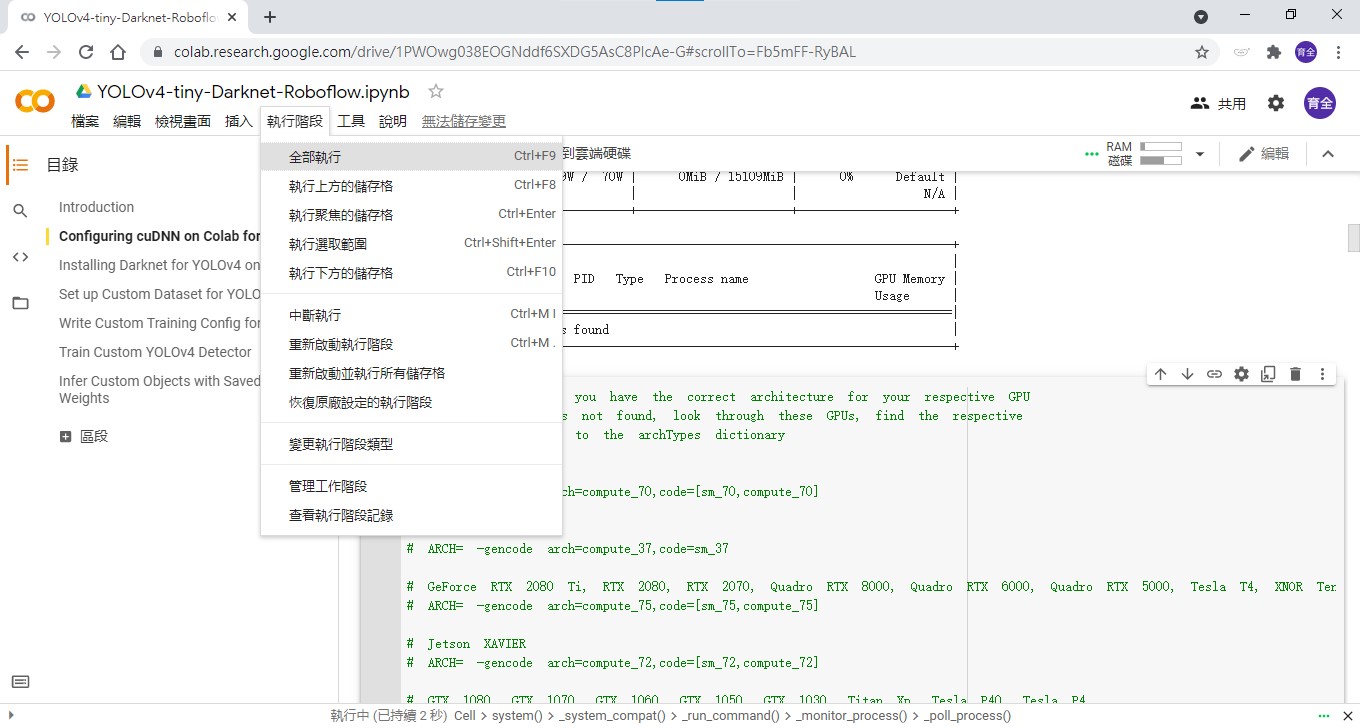 YOLOv4-tiny-Darknet-Roboflo
colab.research.google.com/drive/1PWOwg038EOGNddf6SXDG5AsC8PlcAe-G#scrollTo=Fb5mFF-RyBAL
育全
YOLOv4-tiny-Darknet-Roboflow.ipynb
檔案 編輯 檢視畫面 插入 執行階段 工具 說明 無法儲存變更
共用
育全
目錄
Introduction
Configuring cuDNN on Colab for
Installing Darknet for YOLOv4 on
Set up Custom Dataset for YOLO
Write Custom Training Config for
Train Custom YOLOv4 Detector
Infer Custom Objects with Saved
Weights
區段
全部執行 Ctrl+F9
執行上方的儲存格 Ctrl+F8
執行聚焦的儲存格 Ctrl+Enter
執行選取範圍 Ctrl+Shift+Enter
執行下方的儲存格 Ctrl+F10
中斷執行 Ctrl+M I
重新啟動執行階段 Ctrl+M .
重新啟動並執行所有儲存格
恢復原廠設定的執行階段
變更執行階段類型
管理工作階段
查看執行階段記錄
到雲端硬碟
RAM
磁碟
編輯
9W / 70W | 0MiB / 15109MiB | 0% Default |
| | N/A |
PID Type Process name GPU Memory |
Usage |
s found |
you have the correct architecture for your respective GPU
s not found, look through these GPUs, find the respective
to the archTypes dictionary
ch=compute_70,code=[sm_70,compute_70]
# ARCH= -gencode arch=compute_37,code=sm_37
# GeForce RTX 2080 Ti, RTX 2080, RTX 2070, Quadro RTX 8000, Quadro RTX 6000, Quadro RTX 5000, Tesla T4, XNOR Ten
# ARCH= -gencode arch=compute_75,code=[sm_75,compute_75]
# Jetson XAVIER
# ARCH= -gencode arch=compute_72,code=[sm_72,compute_72]
# GTX 1080, GTX 1070, GTX 1060, GTX 1050, GTX 1030, Titan Xp, Tesla P40, Tesla P4
執行中 (已持續 2 秒) Cell > system() > _system_compat() > _run_command() > _monitor_process() > _poll_process()